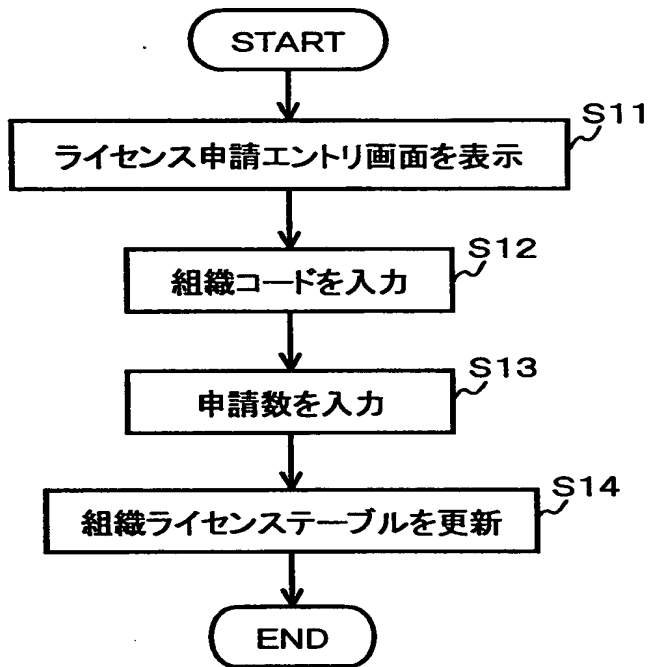 START
S11
ライセンス申請エントリ画面を表示
S12
組織コードを入力
S13
申請数を入力
S14
組織ライセンステーブルを更新
END